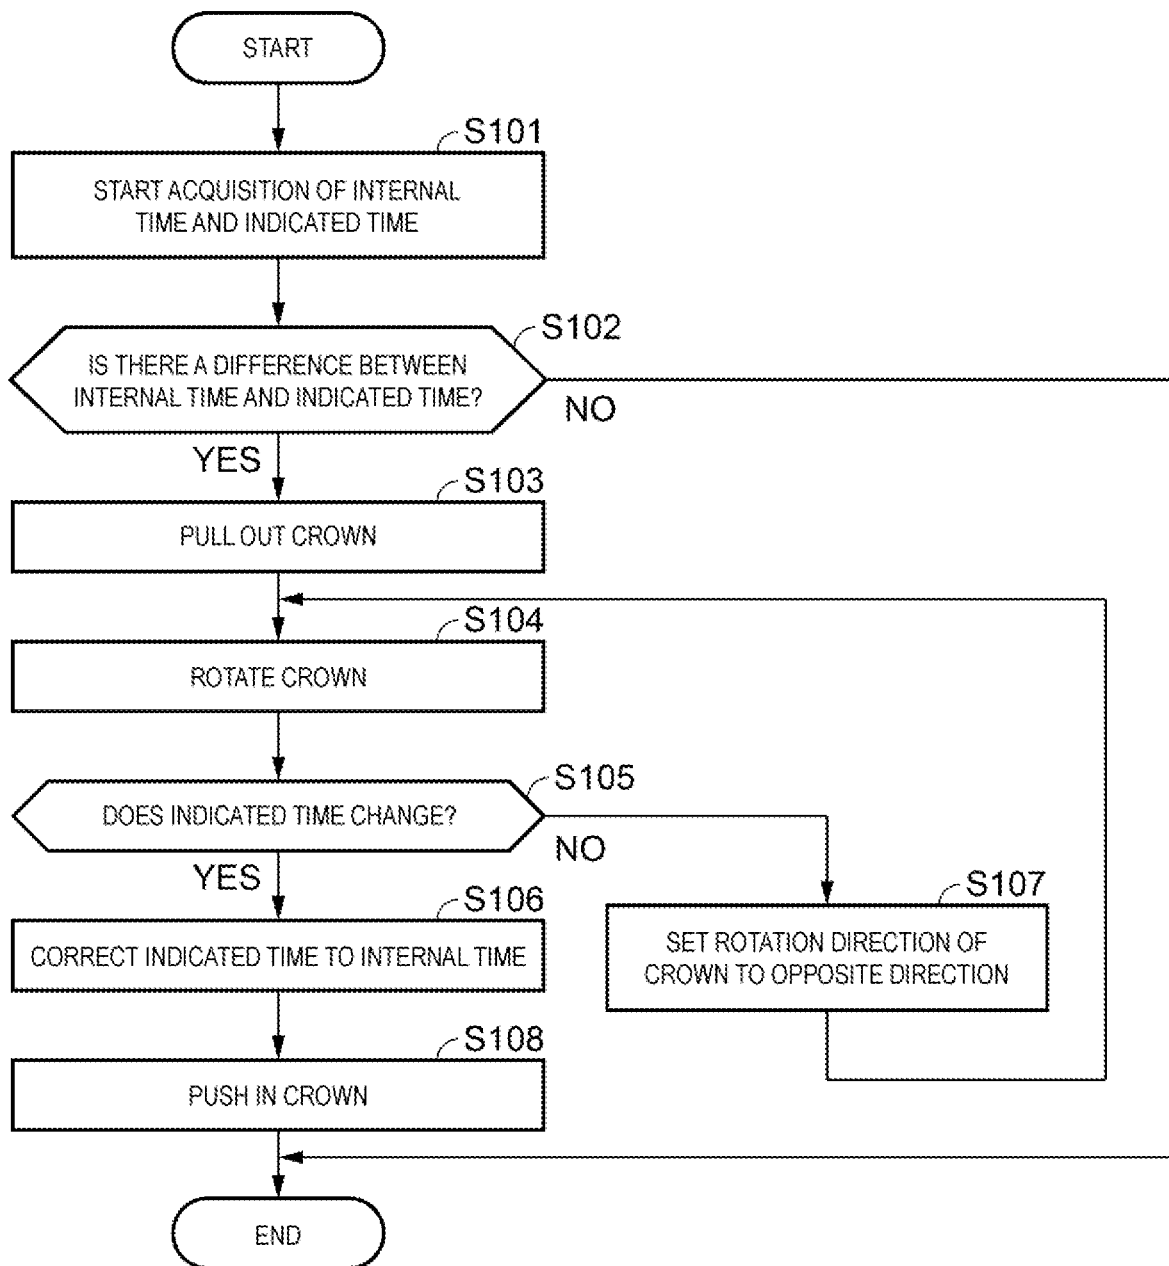 START
S101
START ACQUISITION OF INTERNAL
TIME AND INDICATED TIME
S102
IS THERE A DIFFERENCE BETWEEN
INTERNAL TIME AND INDICATED TIME?
NO
YES
S103
PULL OUT CROWN
S104
ROTATE CROWN
S105
DOES INDICATED TIME CHANGE?
NO
YES
S106
CORRECT INDICATED TIME TO INTERNAL TIME
S107
SET ROTATION DIRECTION OF
CROWN TO OPPOSITE DIRECTION
S108
PUSH IN CROWN
END